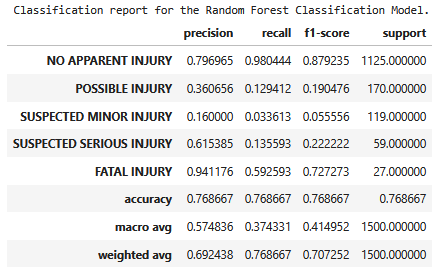 Classification report for the Random Forest Classification Model.
precision recall f1-score support
NO APPARENT INJURY 0.796965 0.980444 0.879235 1125.000000
POSSIBLE INJURY 0.360656 0.129412 0.190476 170.000000
SUSPECTED MINOR INJURY 0.160000 0.033613 0.055556 119.000000
SUSPECTED SERIOUS INJURY 0.615385 0.135593 0.222222 59.000000
FATAL INJURY 0.941176 0.592593 0.727273 27.000000
accuracy 0.768667 0.768667 0.768667 0.768667
macro avg 0.574836 0.374331 0.414952 1500.000000
weighted avg 0.692438 0.768667 0.707252 1500.000000